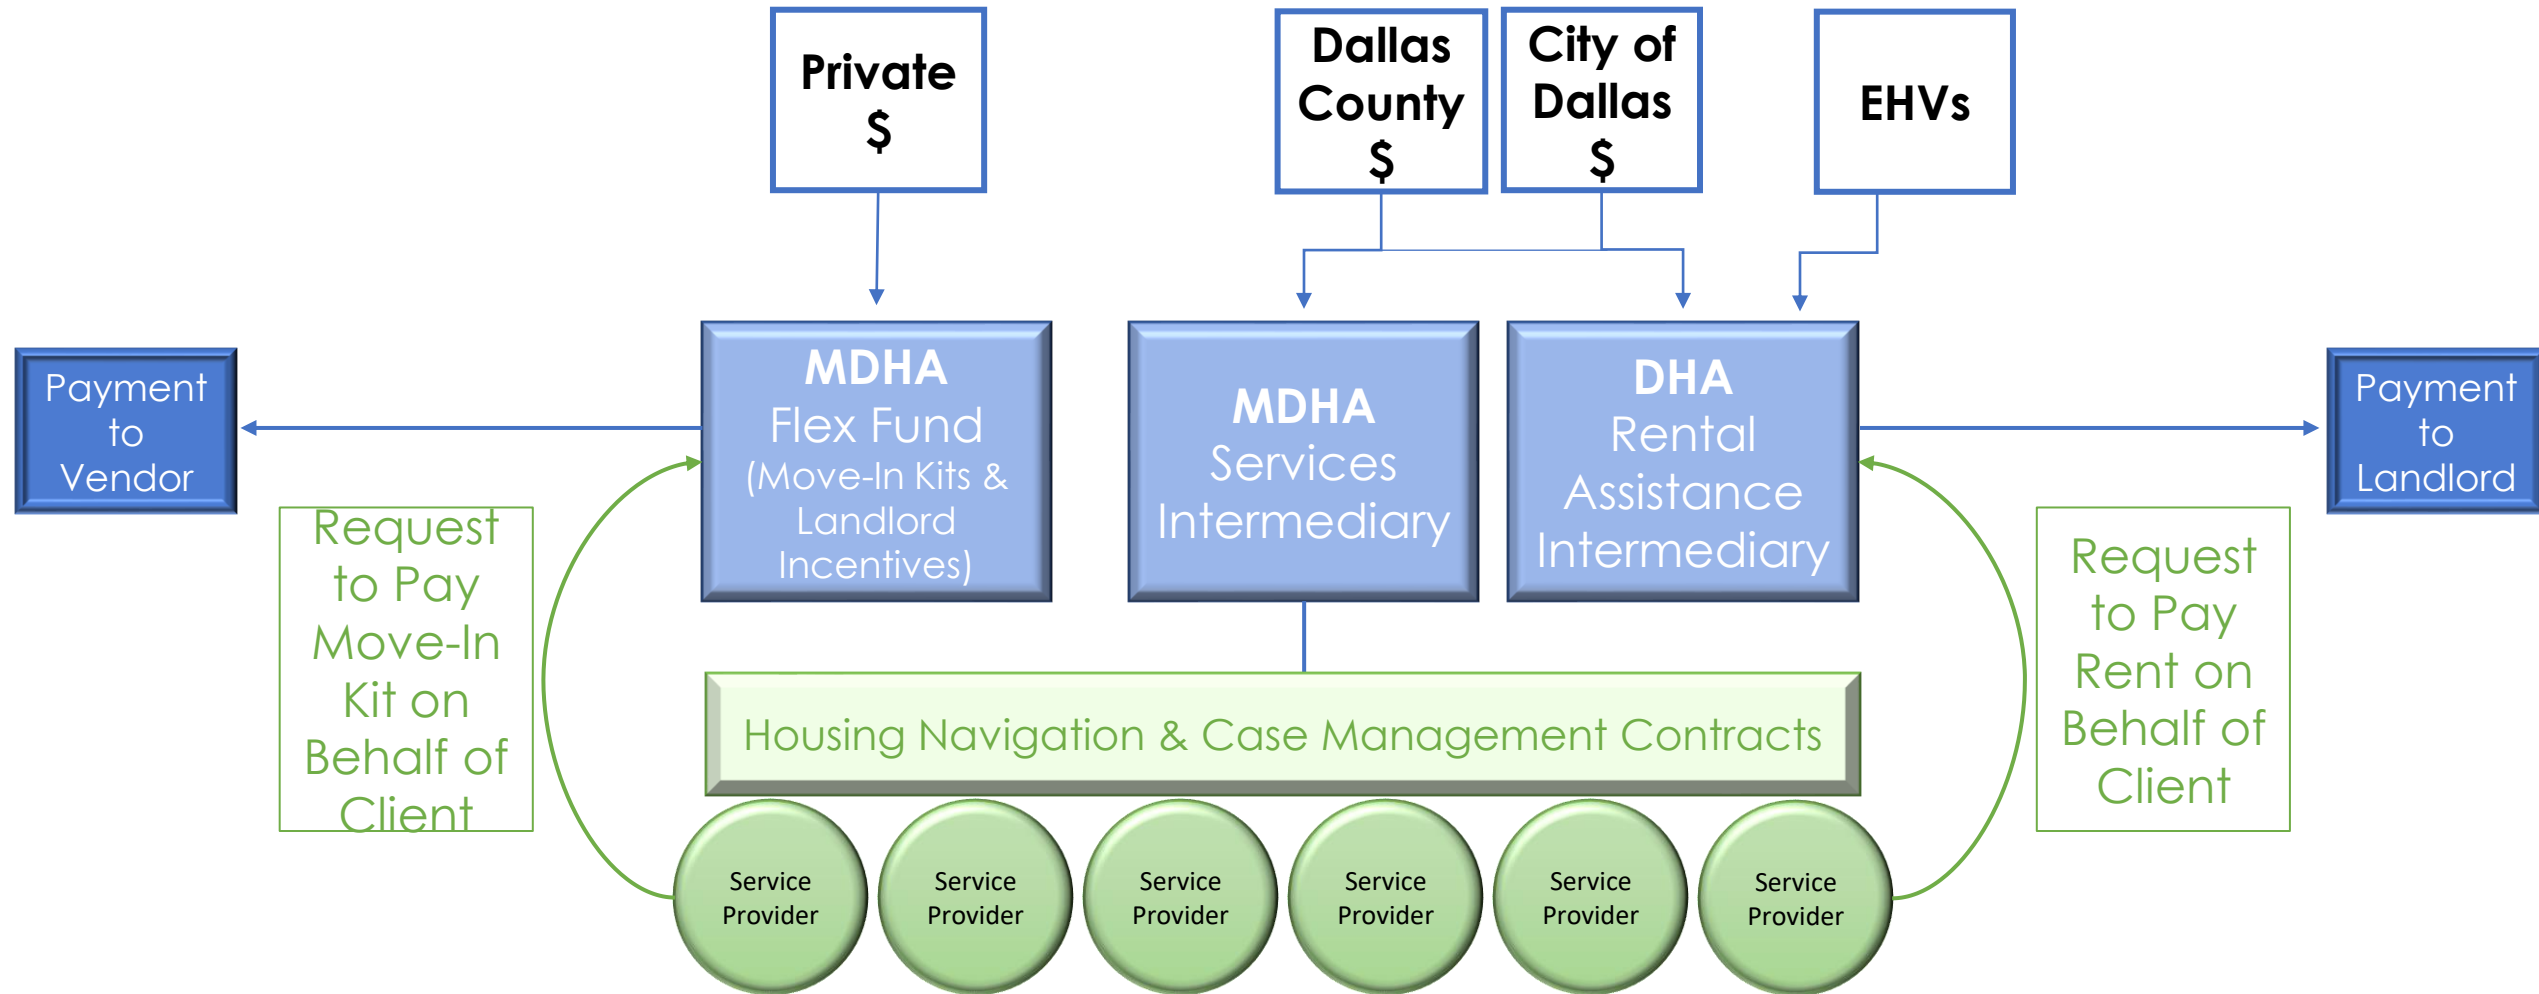 Private
$
Dallas
County
$
City of
Dallas
$
EHVs
Payment
to
Vendor
MDHA
Flex Fund
(Move-In Kits &
Landlord
Incentives)
MDHA
Services
Intermediary
DHA
Rental
Assistance
Intermediary
Payment
to
Landlord
Request
to Pay
Move-In
Kit on
Behalf of
Client
Request
to Pay
Rent on
Behalf of
Client
Housing Navigation & Case Management Contracts
Service
Provider
Service
Provider
Service
Provider
Service
Provider
Service
Provider
Service
Provider